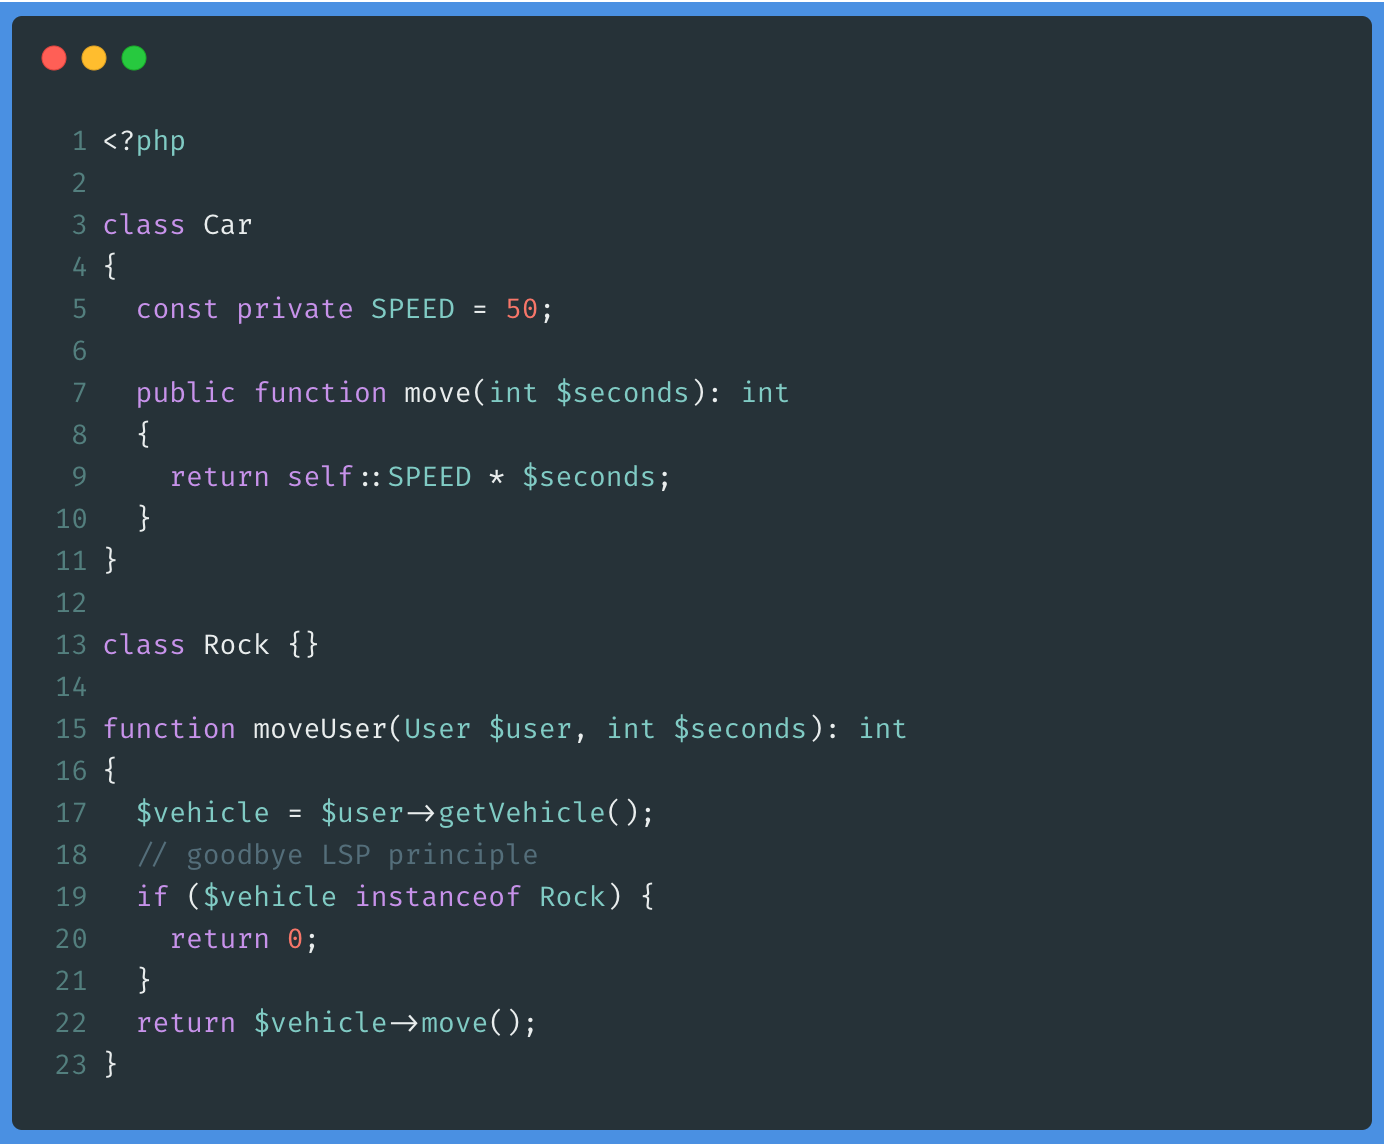 1 <?php
2
3 class Car
4 {
5   const private SPEED = 50;
6
7   public function move(int $seconds): int
8   {
9     return self::SPEED * $seconds;
10   }
11 }
12
13 class Rock {}
14
15 function moveUser(User $user, int $seconds): int
16 {
17   $vehicle = $user->getVehicle();
18   // goodbye LSP principle
19   if ($vehicle instanceof Rock) {
20     return 0;
21   }
22   return $vehicle->move();
23 }